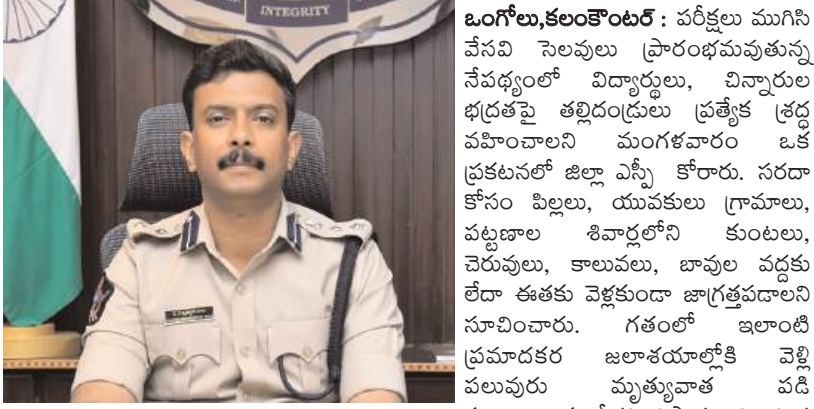 INTEGRITY
ఒంగోలు,కలంకౌంటర్ : పరీక్షలు ముగిసి
వేసవి సెలవులు ప్రారంభమవుతున్న
నేపథ్యంలో విద్యార్థులు, చిన్నారుల
భద్రతపై తల్లిదండ్రులు ప్రత్యేక శ్రద్ధ
వహించాలని మంగళవారం ఒక
ప్రకటనలో జిల్లా ఎస్పీ కోరారు. సరదా
కోసం పిల్లలు, యువకులు గ్రామాలు,
పట్టణాల శివార్లలోని కుంటలు,
చెరువులు, కాలువలు, బావుల వద్దకు
లేదా ఈతకు వెళ్లకుండా జాగ్రత్తపడాలని
సూచించారు. గతంలో ఇలాంటి
ప్రమాదకర జలాశయాల్లోకి వెళ్లి
పలువురు మృత్యువాత పడి